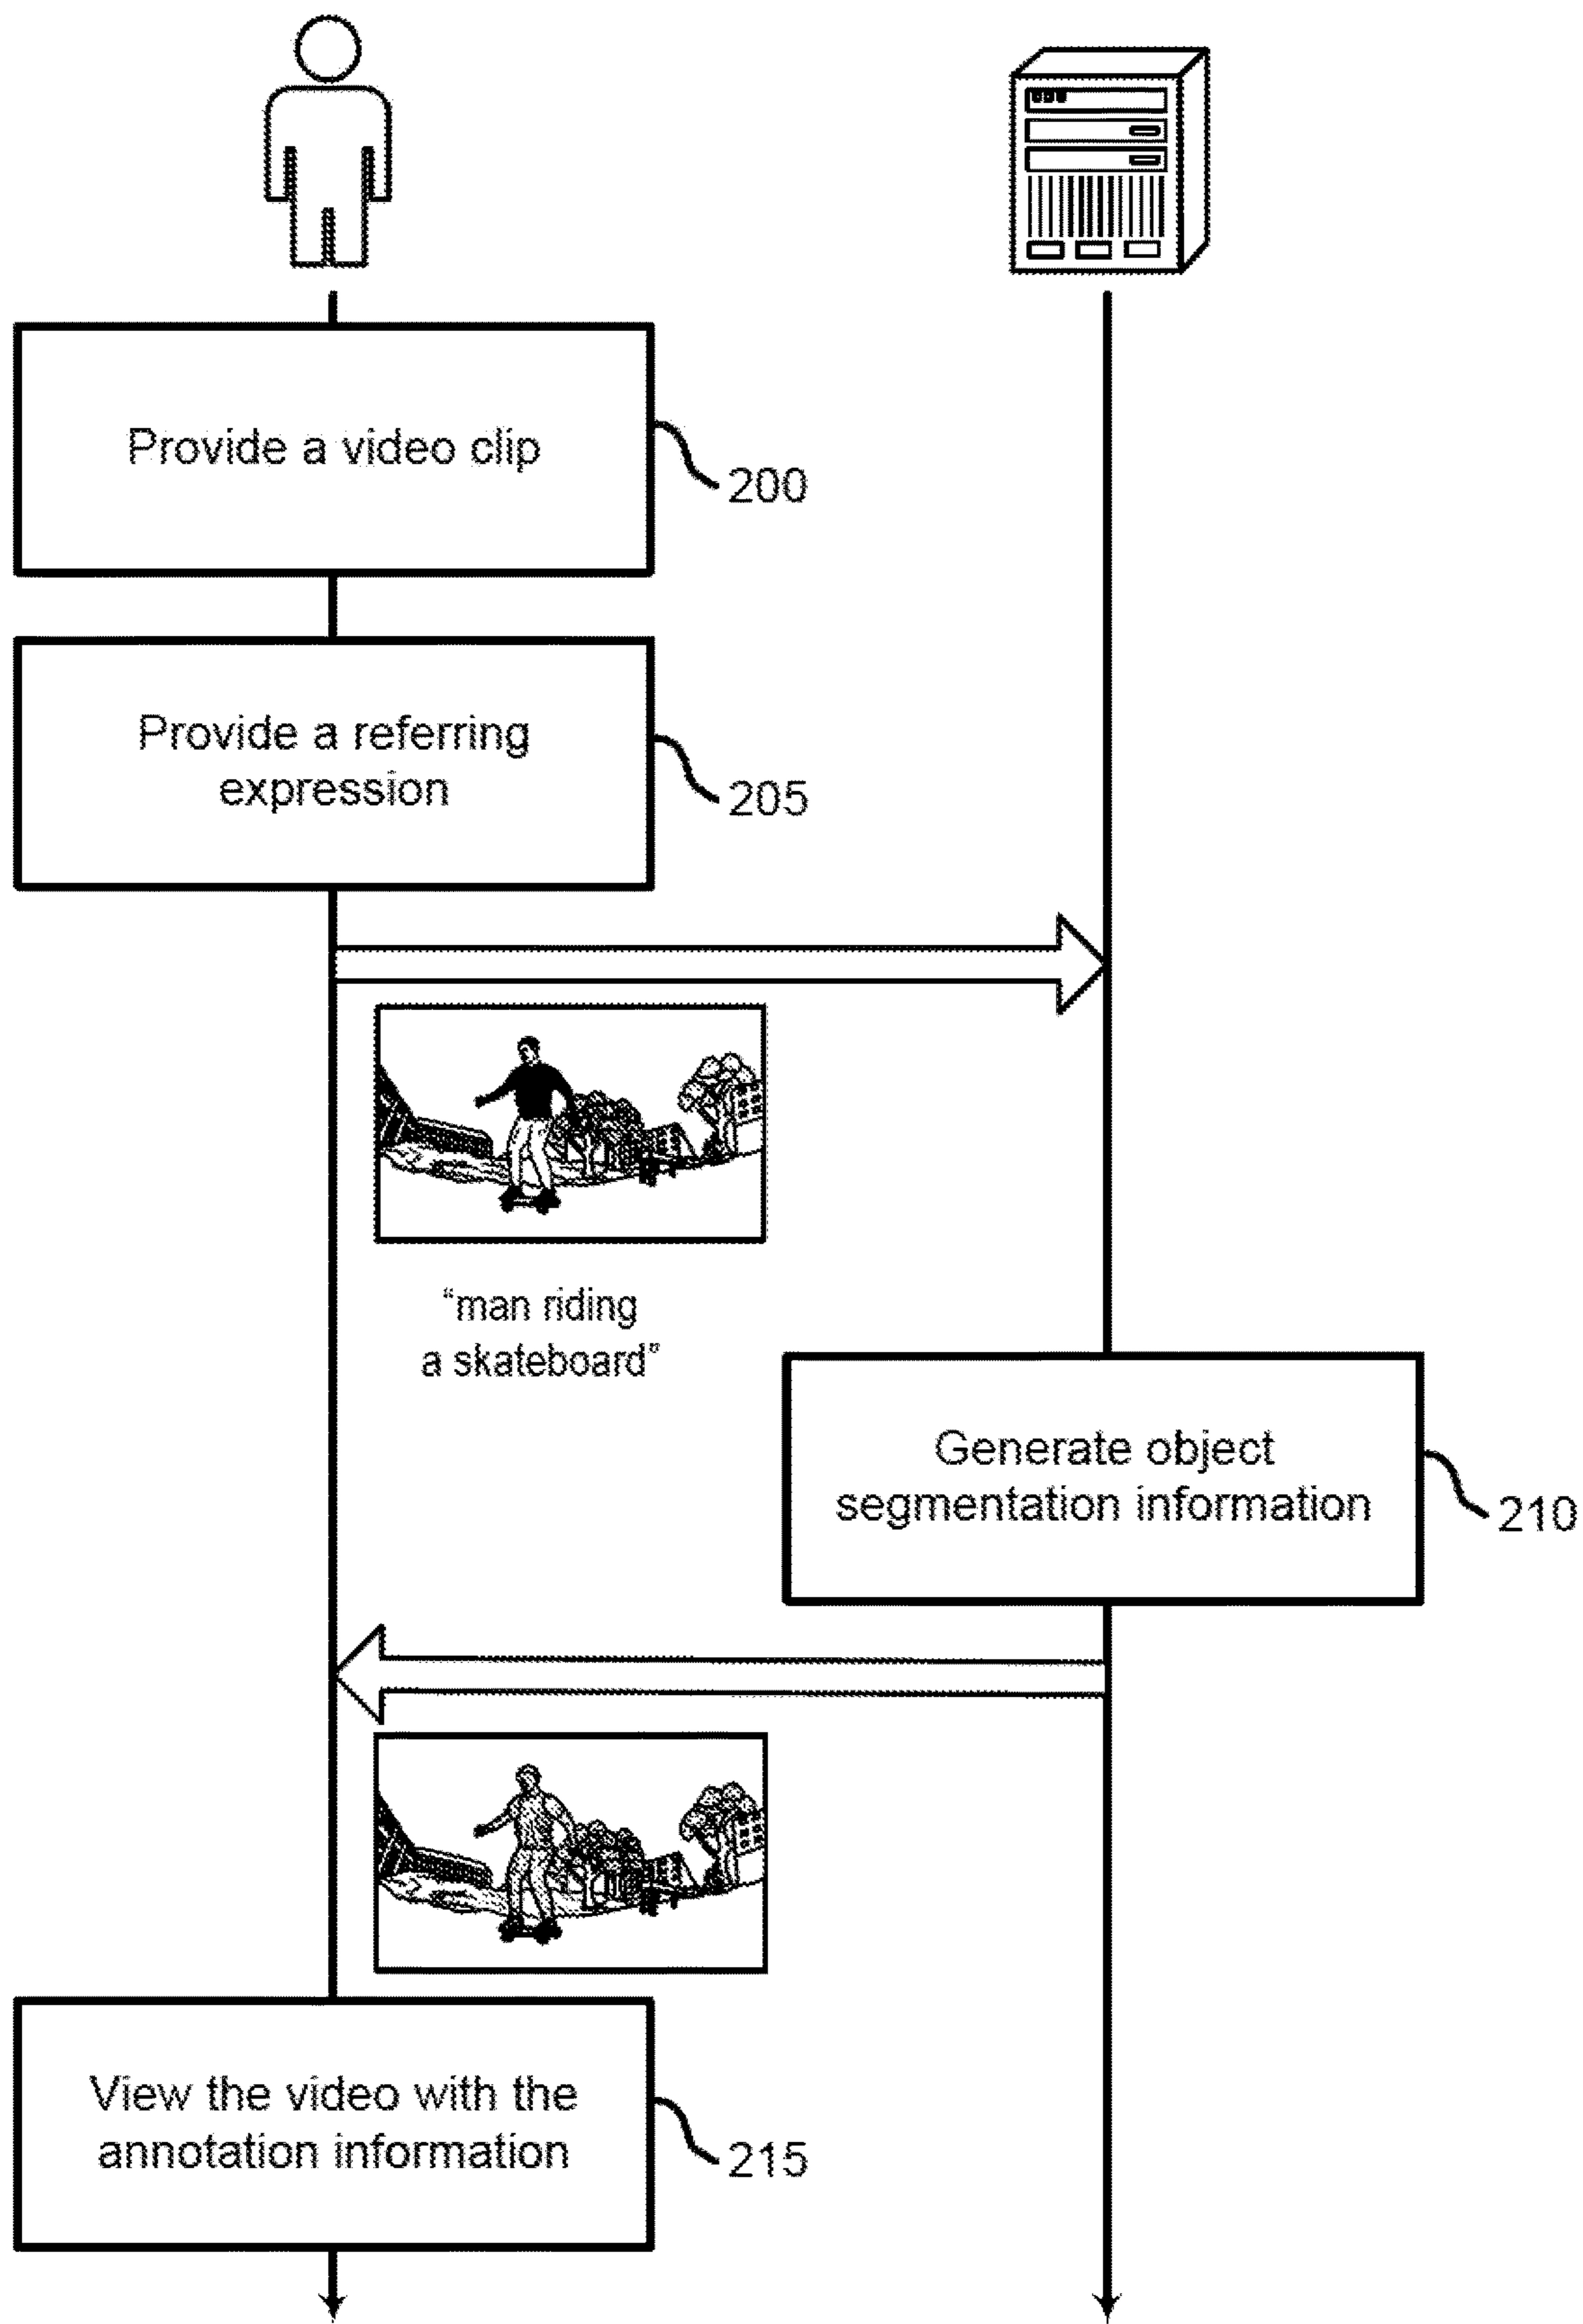 Provide a video clip
200
Provide a referring
expression
205
“man riding
a skateboard”
Generate object
segmentation information
210
View the video with the
annotation information
215